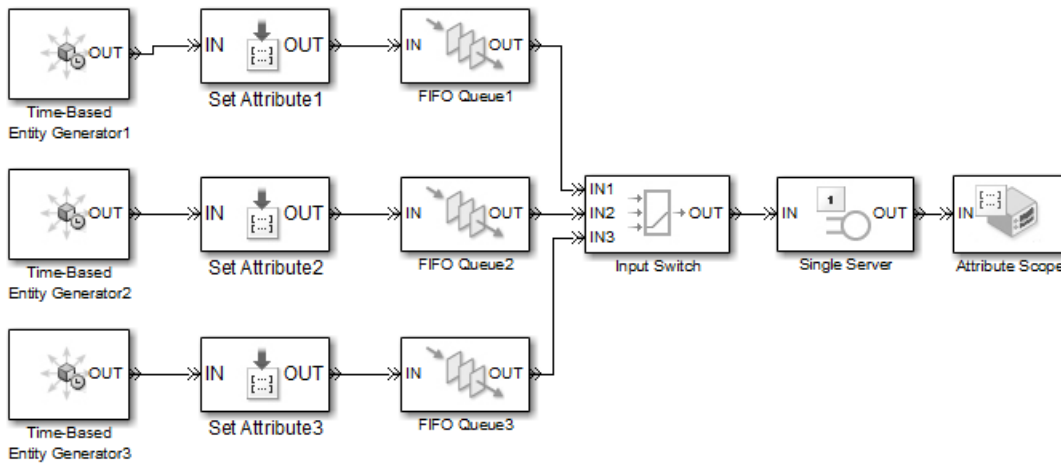 OUT
IN
[...]
OUT
IN
OUT
Time-Based
Entity Generator1
Set Attribute1
FIFO Queue1
OUT
IN
[...]
OUT
IN
OUT
Time-Based
Entity Generator2
Set Attribute2
FIFO Queue2
IN1
IN2
IN3
OUT
Input Switch
IN
1
OUT
Single Server
IN
[...]
Attribute Scope
OUT
IN
[...]
OUT
IN
OUT
Time-Based
Entity Generator3
Set Attribute3
FIFO Queue3